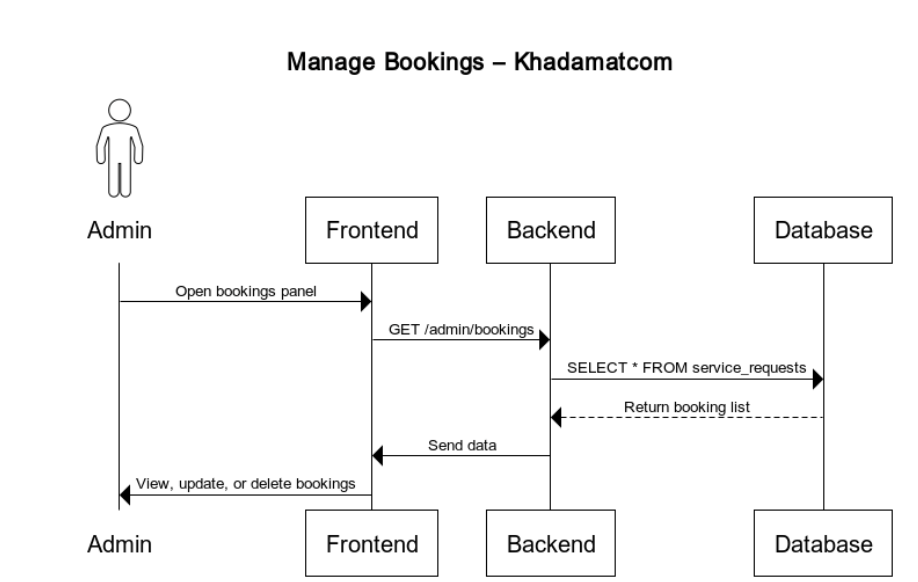 Manage Bookings – Khadamatcom
Admin
Frontend
Backend
Database
Open bookings panel
GET /admin/bookings
SELECT * FROM service_requests
Return booking list
Send data
View, update, or delete bookings
Admin
Frontend
Backend
Database